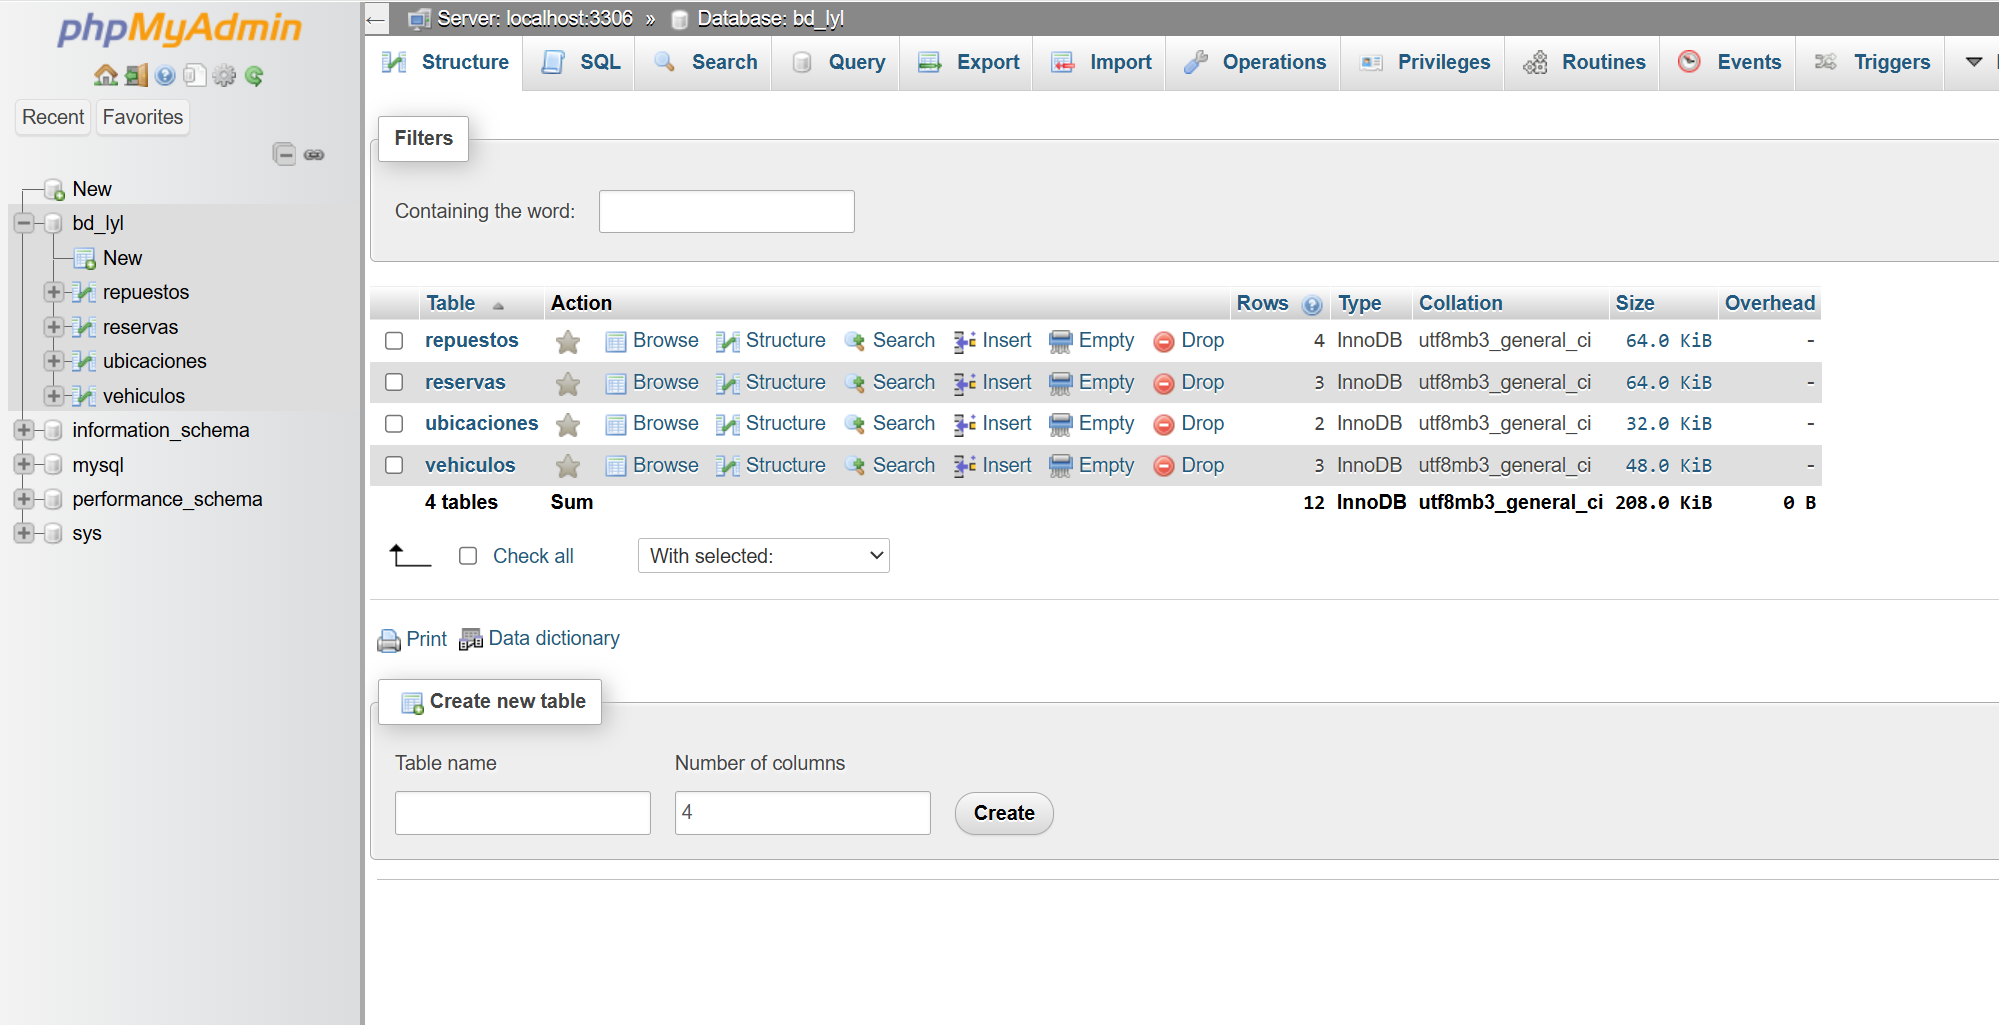 phpMyAdmin
Recent Favorites
New
bd_lyl
New
repuestos
reservas
ubicaciones
vehiculos
information_schema
mysql
performance_schema
sys
Server: localhost:3306 » Database: bd_lyl
Structure SQL Search Query Export Import Operations Privileges Routines Events Triggers
Filters
Containing the word:
Table Action Rows Type Collation Size Overhead
repuestos Browse Structure Search Insert Empty Drop 4 InnoDB utf8mb3_general_ci 64.0 KiB -
reservas Browse Structure Search Insert Empty Drop 3 InnoDB utf8mb3_general_ci 64.0 KiB -
ubicaciones Browse Structure Search Insert Empty Drop 2 InnoDB utf8mb3_general_ci 32.0 KiB -
vehiculos Browse Structure Search Insert Empty Drop 3 InnoDB utf8mb3_general_ci 48.0 KiB -
4 tables Sum 12 InnoDB utf8mb3_general_ci 208.0 KiB 0 B
Check all With selected:
Print Data dictionary
Create new table
Table name Number of columns
4 Create